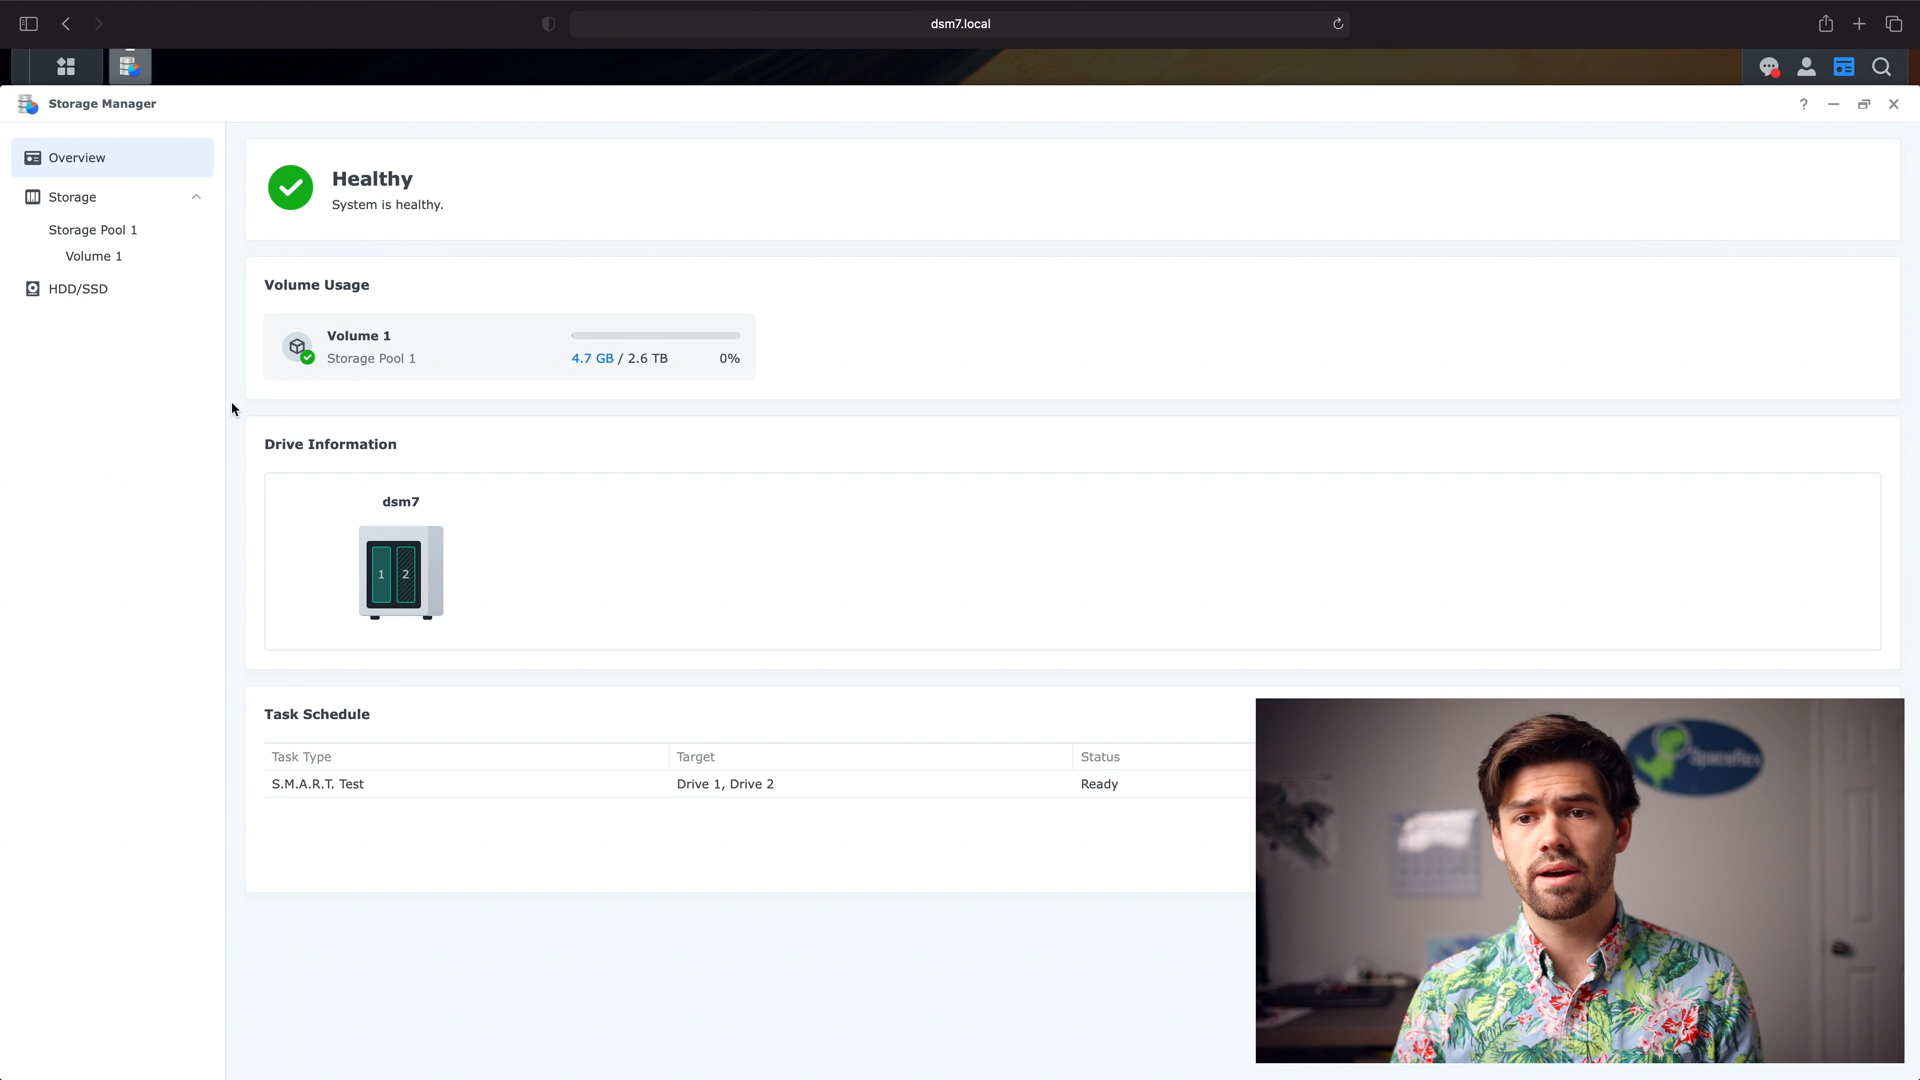 dsm7.local
Storage Manager
?
Overview
Storage
Storage Pool 1
Volume 1
HDD/SSD
Healthy
System is healthy.
Volume Usage
Volume 1
Storage Pool 1
4.7 GB / 2.6 TB
0%
Drive Information
dsm7
1 2
Task Schedule
Task Type Target Status
S.M.A.R.T. Test Drive 1, Drive 2 Ready
SpaceRex